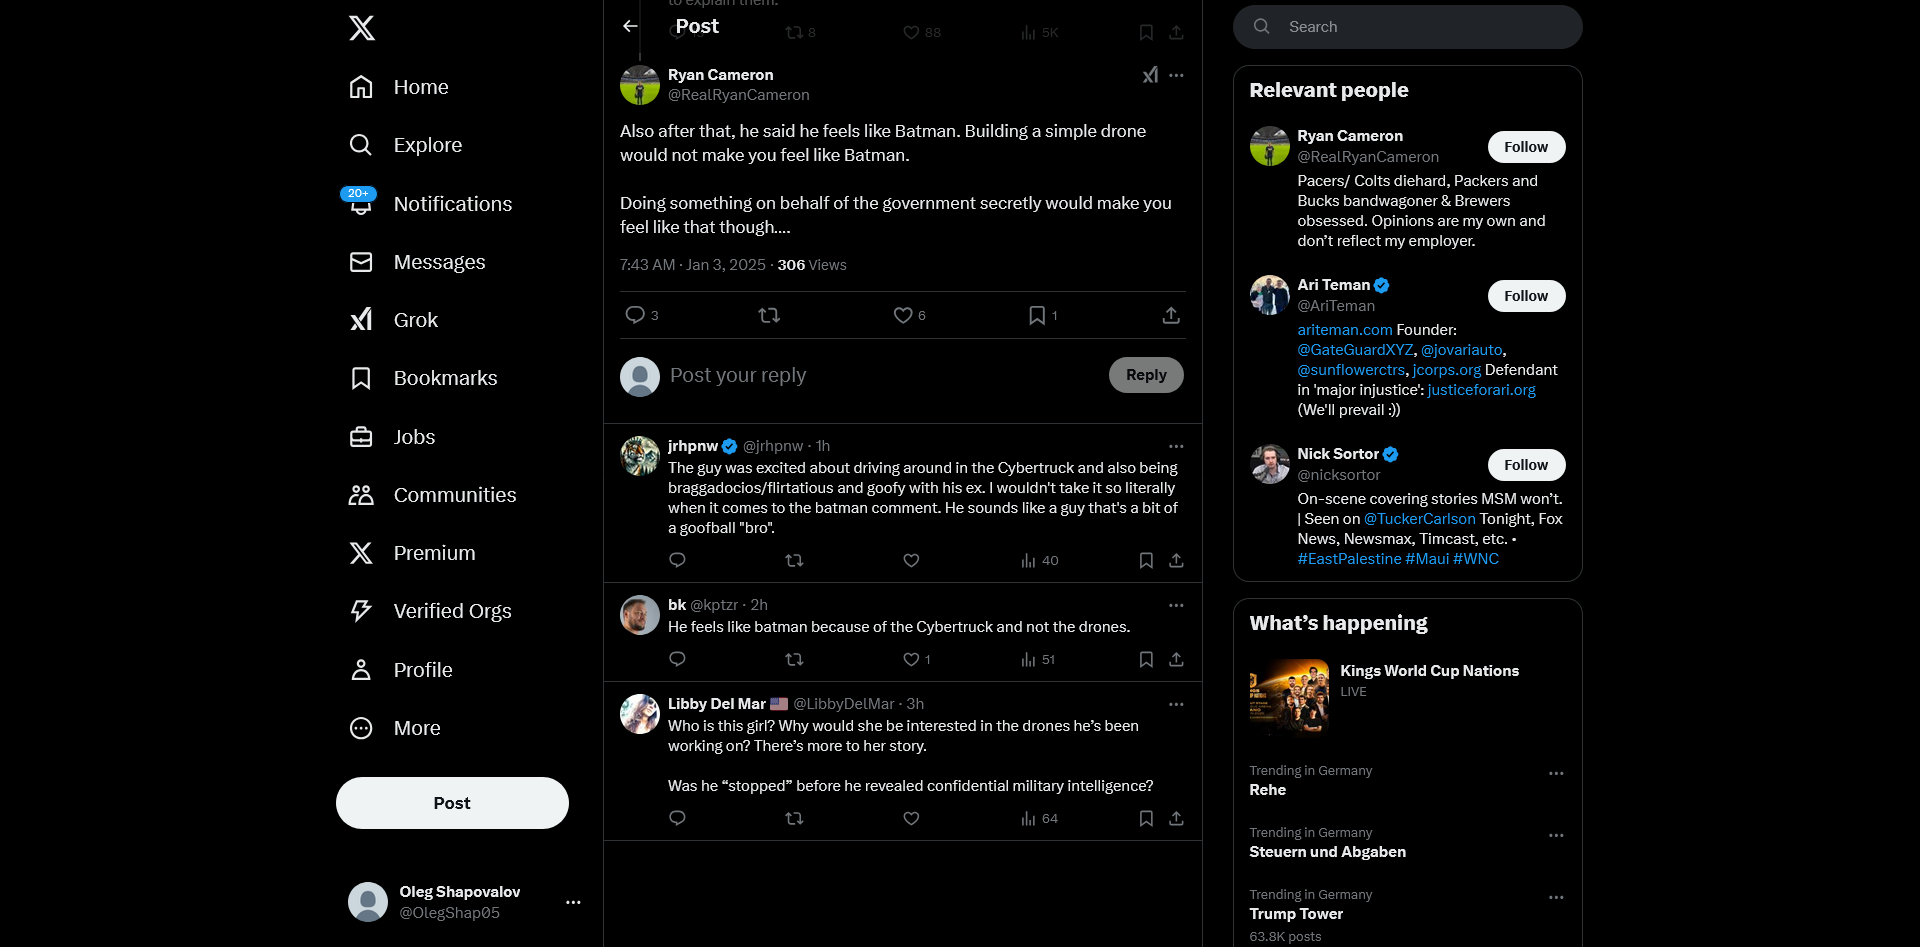 Home
Explore
20+
Notifications
Messages
Grok
Bookmarks
Jobs
Communities
Premium
Verified Orgs
Profile
More
Post
Oleg Shapovalov
@OlegShap05
to explain them.
Post
8
88
5K
Ryan Cameron
@RealRyanCameron
Also after that, he said he feels like Batman. Building a simple drone
would not make you feel like Batman.
Doing something on behalf of the government secretly would make you
feel like that though....
7:43 AM · Jan 3, 2025 · 306 Views
3
6
1
Post your reply
Reply
jrhpnw @jrhpnw · 1h
The guy was excited about driving around in the Cybertruck and also being
braggadocios/flirtatious and goofy with his ex. I wouldn't take it so literally
when it comes to the batman comment. He sounds like a guy that's a bit of
a goofball "bro".
40
bk @kptzr · 2h
He feels like batman because of the Cybertruck and not the drones.
1
51
Libby Del Mar 🇺🇸 @LibbyDelMar · 3h
Who is this girl? Why would she be interested in the drones he’s been
working on? There’s more to her story.
Was he “stopped” before he revealed confidential military intelligence?
64
Search
Relevant people
Ryan Cameron
@RealRyanCameron
Follow
Pacers/ Colts diehard, Packers and
Bucks bandwagoner & Brewers
obsessed. Opinions are my own and
don’t reflect my employer.
Ari Teman
@AriTeman
Follow
ariteman.com Founder:
@GateGuardXYZ, @jovariauto,
@sunflowerctrs, jcorps.org Defendant
in 'major injustice': justiceforari.org
(We'll prevail :))
Nick Sortor
@nicksortor
Follow
On-scene covering stories MSM won’t.
| Seen on @TuckerCarlson Tonight, Fox
News, Newsmax, Timcast, etc. •
#EastPalestine #Maui #WNC
What’s happening
Kings World Cup Nations
LIVE
Trending in Germany
Rehe
Trending in Germany
Steuern und Abgaben
Trending in Germany
Trump Tower
63.8K posts